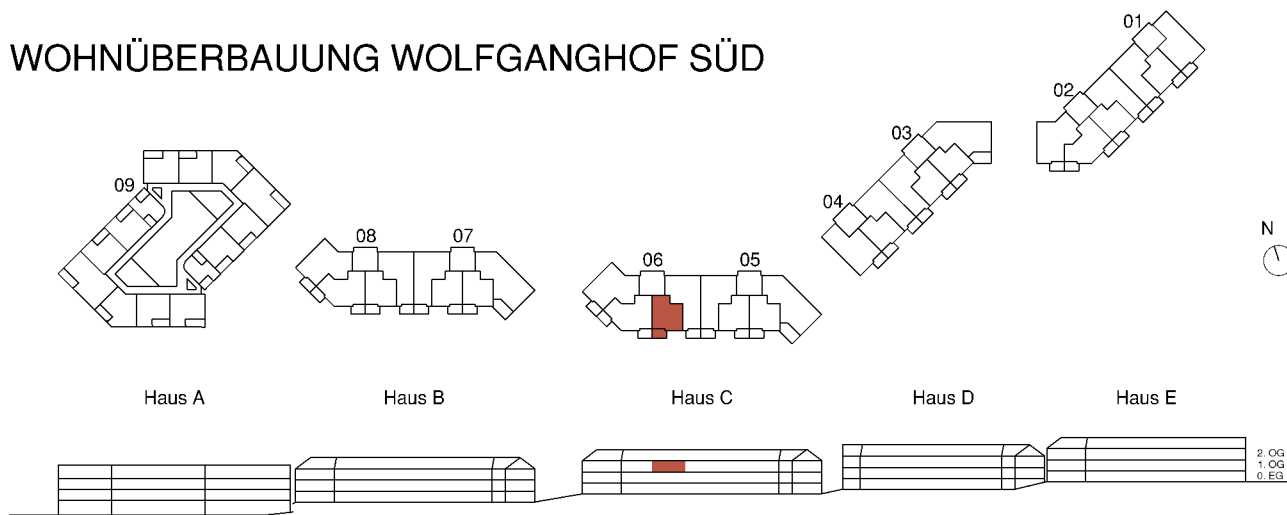 WOHNÜBERBAUUNG WOLFGANGHOF SÜD
01
02
03
04
09
08
07
06
05
N
Haus A
Haus B
Haus C
Haus D
Haus E
2. OG
1. OG
0. EG